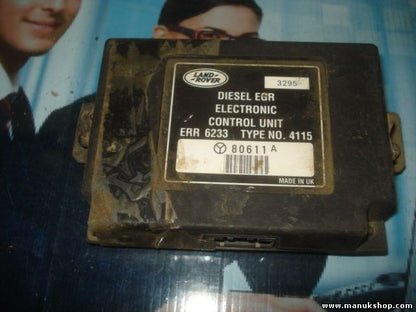 LAND-
ROVER
3295
DIESEL EGR
ELECTRONIC
CONTROL UNIT
ERR 6233 TYPE NO. 4115
80611 A
MADE IN UK
www.manukshop.com